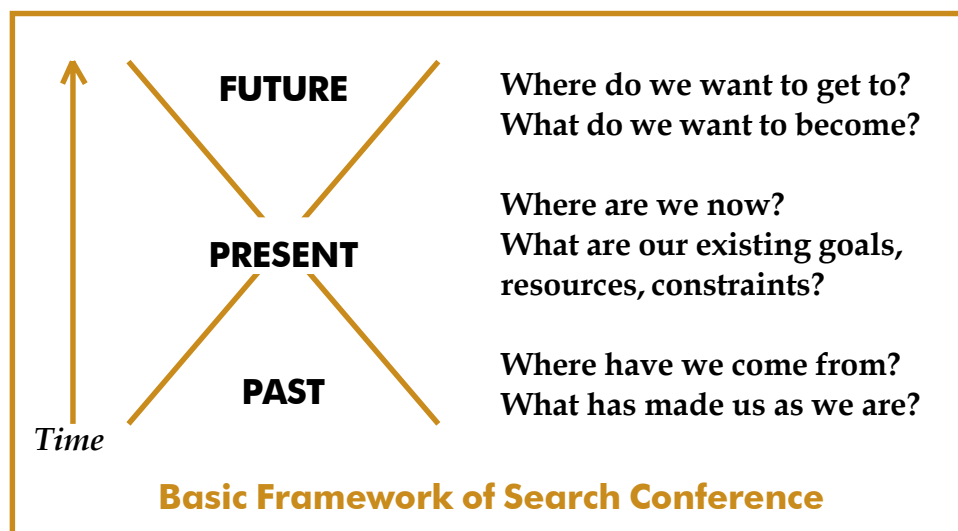 FUTURE
Where do we want to get to?
What do we want to become?
PRESENT
Where are we now?
What are our existing goals,
resources, constraints?
PAST
Where have we come from?
What has made us as we are?
Time
Basic Framework of Search Conference